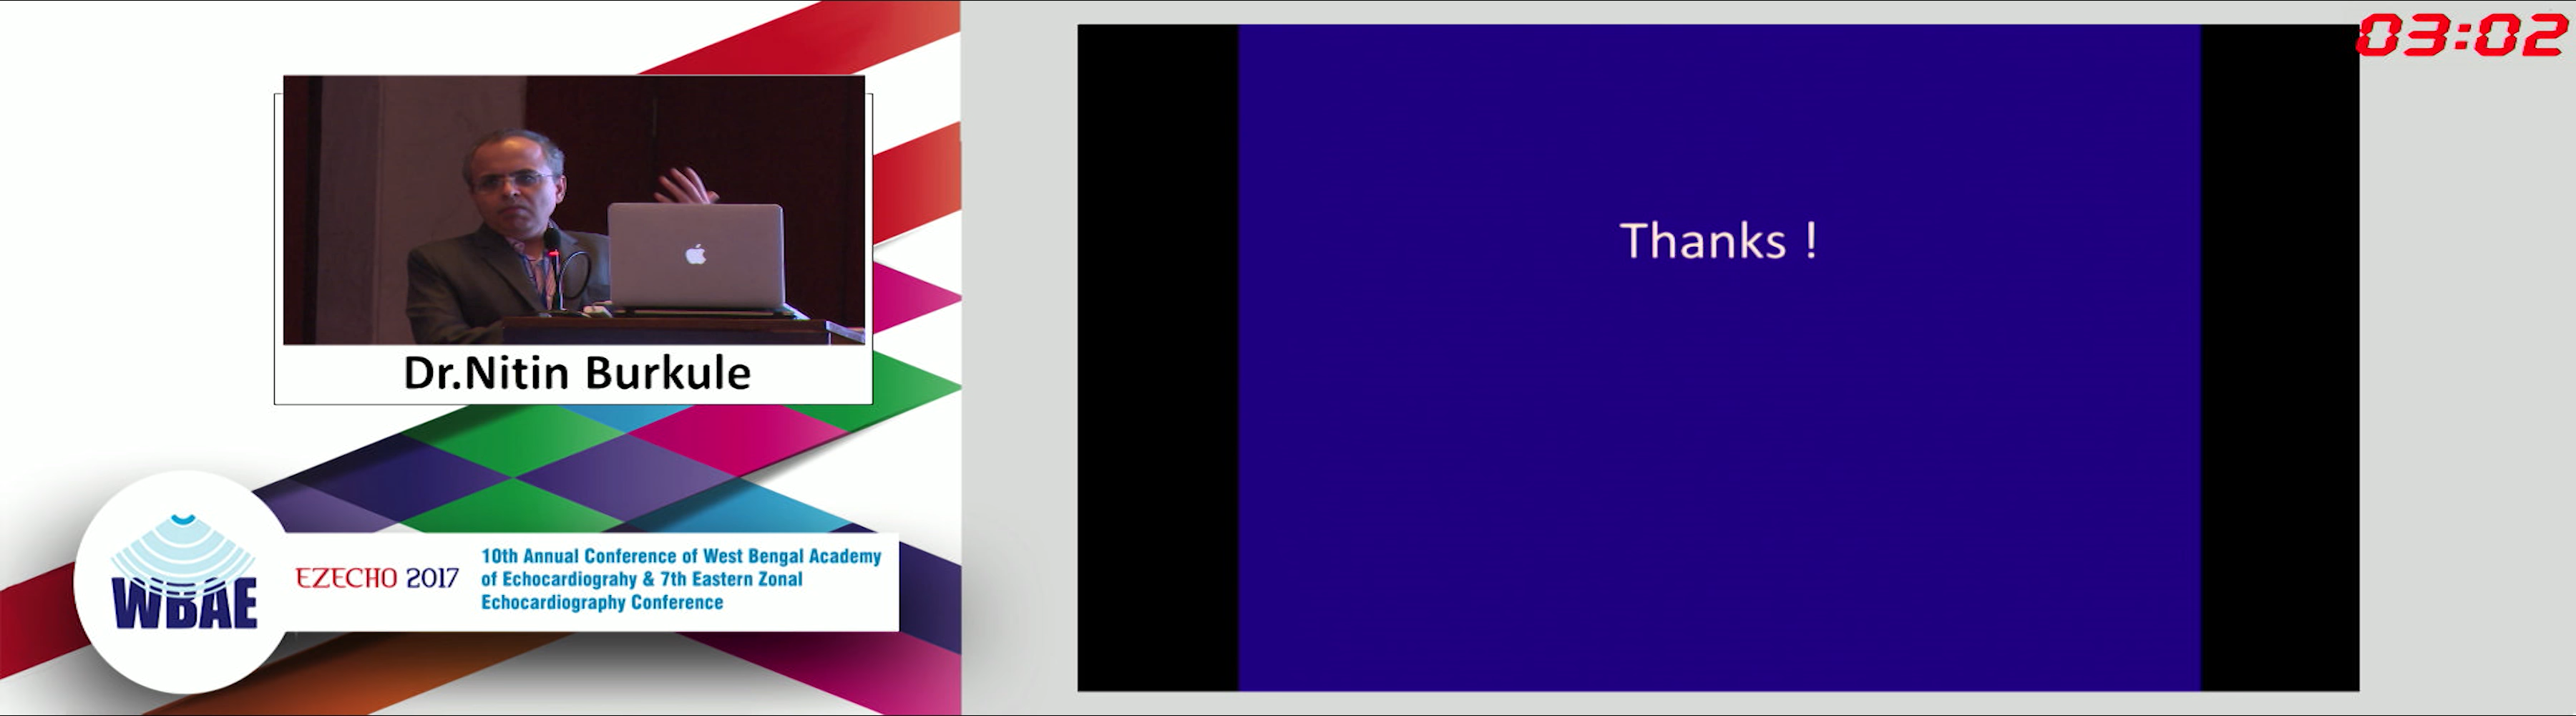 03:02
Thanks !
Dr.Nitin Burkule
WBAE
EZECHO 2017
10th Annual Conference of West Bengal Academy
of Echocardiograhy & 7th Eastern Zonal
Echocardiography Conference